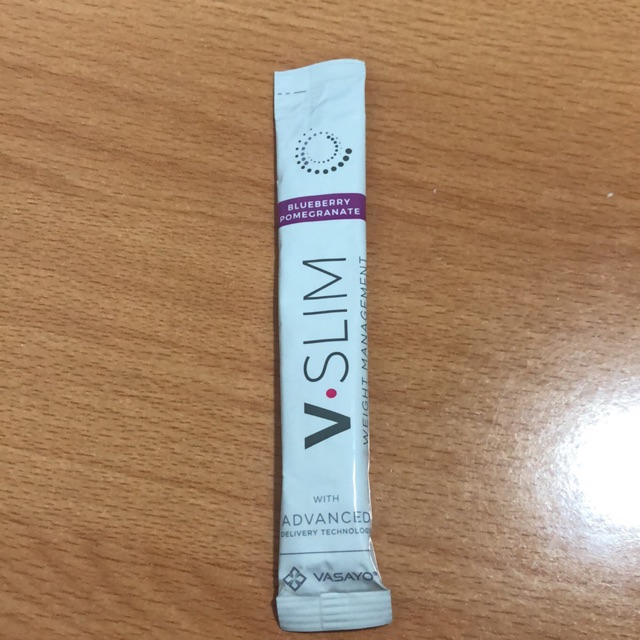 BLUEBERRY
POMEGRANATE
V•SLIM
WEIGHT MANAGEMENT
WITH
ADVANCED
DELIVERY TECHNOLOGY
VASAYO